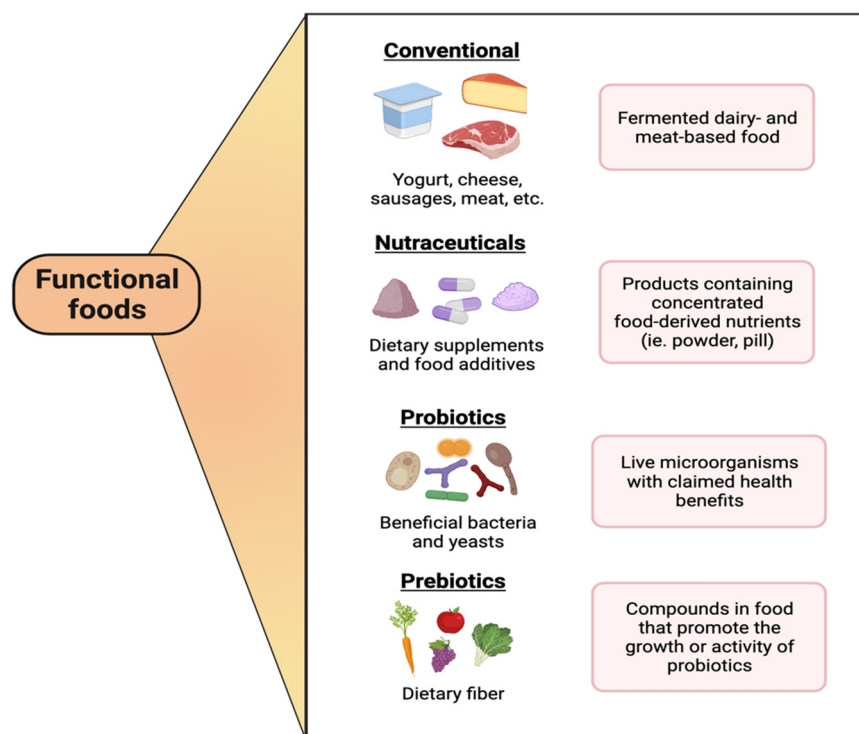 Functional
foods
Conventional
Yogurt, cheese,
sausages, meat, etc.
Fermented dairy- and
meat-based food
Nutraceuticals
Dietary supplements
and food additives
Products containing
concentrated
food-derived nutrients
(ie. powder, pill)
Probiotics
Beneficial bacteria
and yeasts
Live microorganisms
with claimed health
benefits
Prebiotics
Dietary fiber
Compounds in food
that promote the
growth or activity of
probiotics